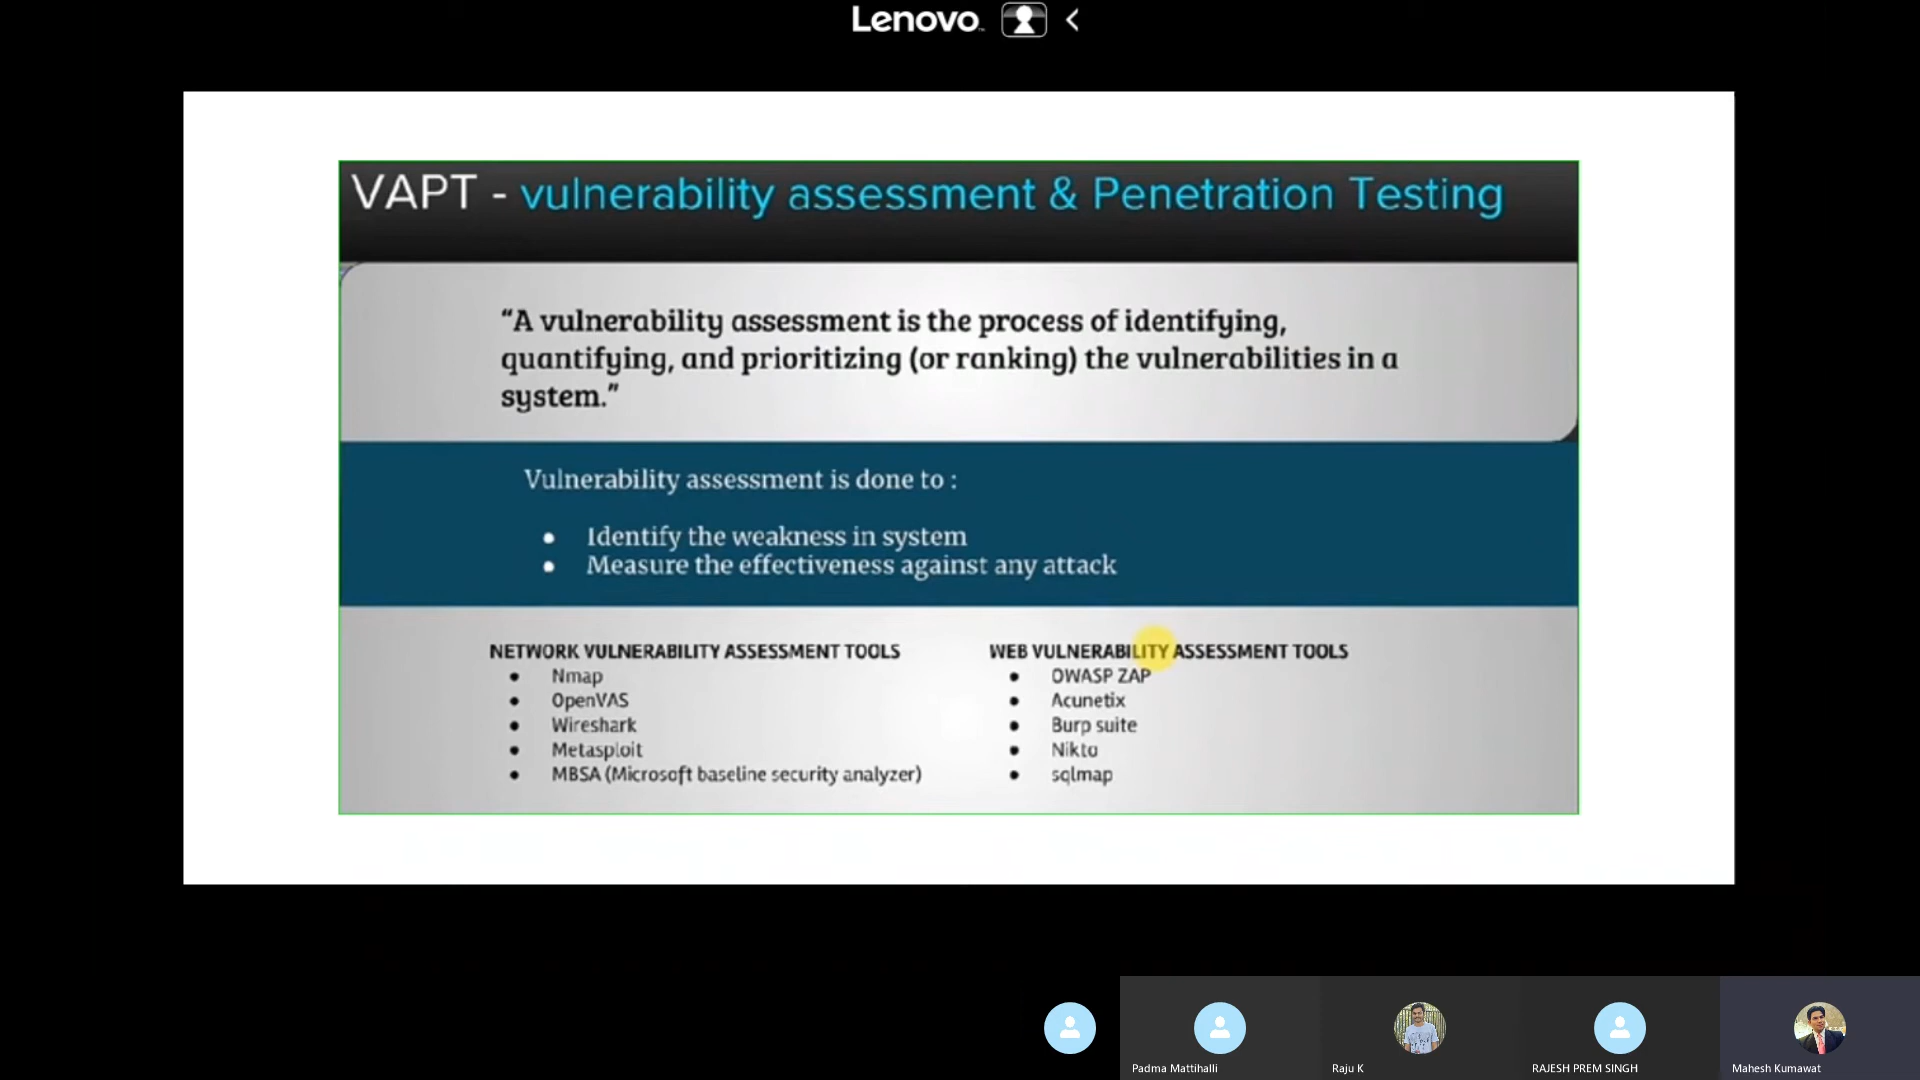 Lenovo
VAPT - vulnerability assessment & Penetration Testing
“A vulnerability assessment is the process of identifying,
quantifying, and prioritizing (or ranking) the vulnerabilities in a
system.”
Vulnerability assessment is done to :
● Identify the weakness in system
● Measure the effectiveness against any attack
NETWORK VULNERABILITY ASSESSMENT TOOLS
● Nmap
● OpenVAS
● Wireshark
● Metasploit
● MBSA (Microsoft baseline security analyzer)
WEB VULNERABILITY ASSESSMENT TOOLS
● OWASP ZAP
● Acunetix
● Burp suite
● Nikto
● sqlmap
Padma Mattihalli
Raju K
RAJESH PREM SINGH
Mahesh Kumawat